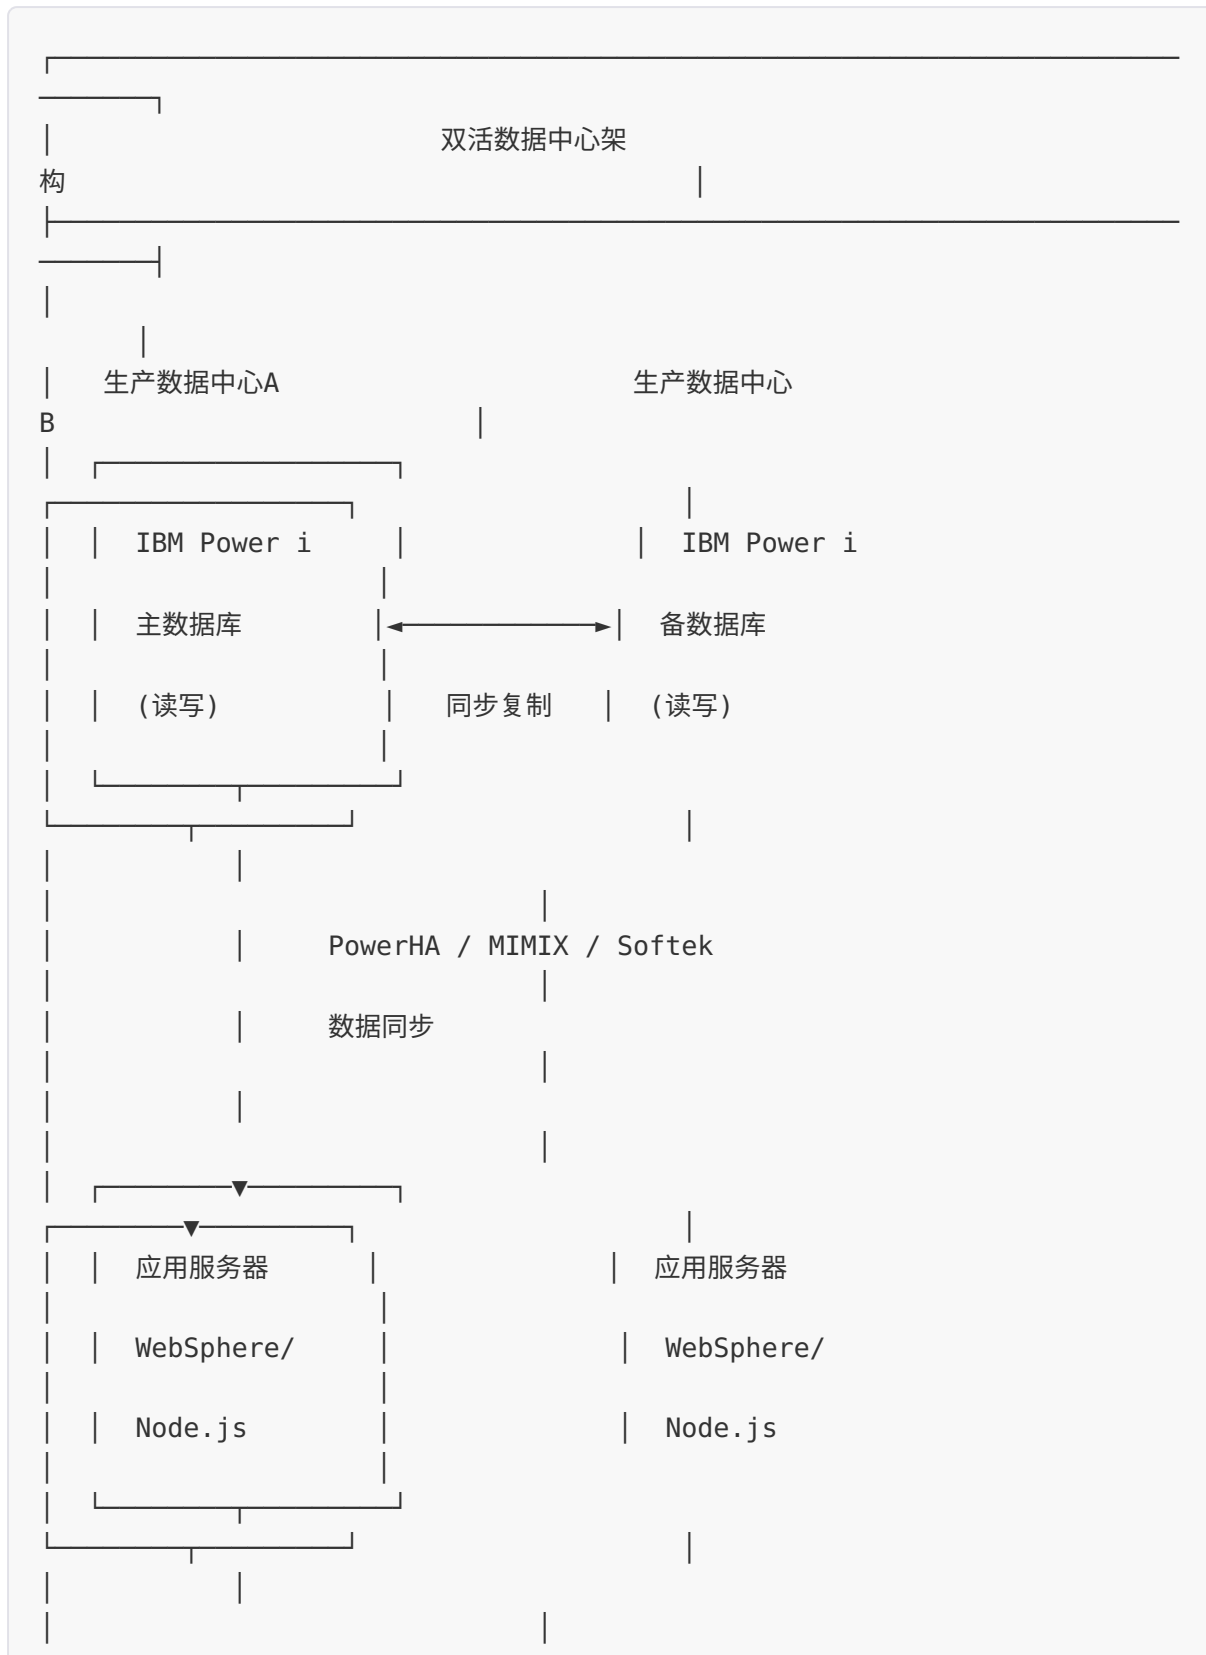 双活数据中心架
构
生产数据中心A 生产数据中心
B
IBM Power i IBM Power i
主数据库 ◄►备数据库
(读写) 同步复制 (读写)
PowerHA / MIMIX / Softek
数据同步
应用服务器 应用服务器
WebSphere/ WebSphere/
Node.js Node.js